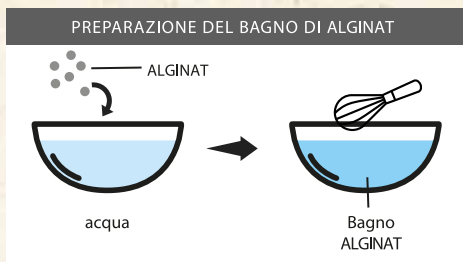 PREPARAZIONE DEL BAGNO DI ALGINAT
ALGINAT
acqua
Bagno
ALGINAT